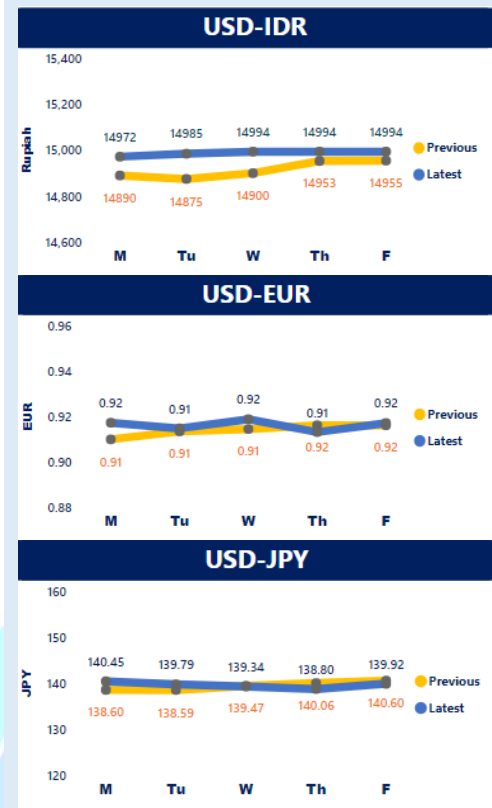 USD-IDR
15,400
15,200
15,000
14,800
14,600
Rupiah
14972 14985 14994 14994 14994
14890 14875 14900 14953 14955
M Tu W Th F
Previous
Latest
USD-EUR
0.96
0.94
0.92
0.90
0.88
EUR
0.92 0.91 0.92 0.91 0.92
0.91 0.91 0.91 0.92 0.92
M Tu W Th F
Previous
Latest
USD-JPY
160
150
140
130
120
JPY
140.45 139.79 139.34 138.80 139.92
138.60 138.59 139.47 140.06 140.60
M Tu W Th F
Previous
Latest